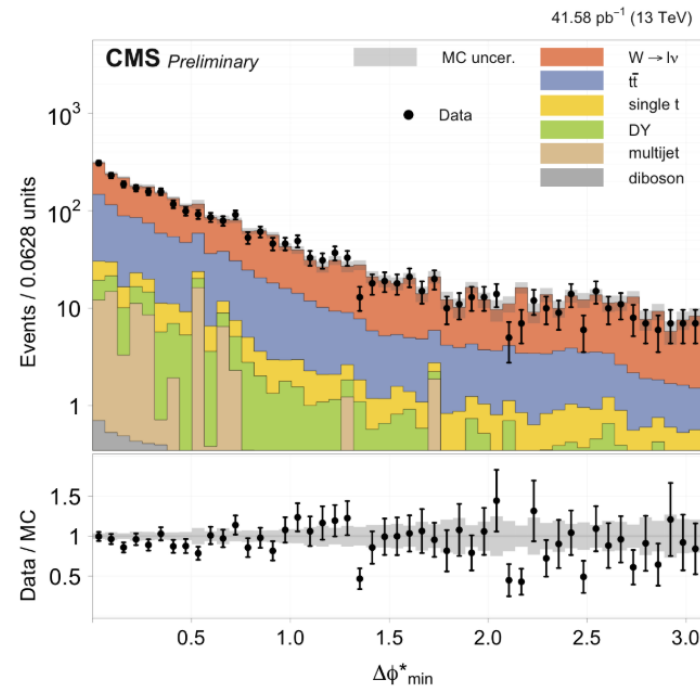 41.58 pb⁻¹ (13 TeV)
CMS Preliminary
MC uncer.
Data
W → lν
tt̄
single t
DY
multijet
diboson
Events / 0.0628 units
10³
10²
10
1
Data / MC
1.5
1.0
0.5
0.5
1.0
1.5
2.0
2.5
3.0
Δϕ*min